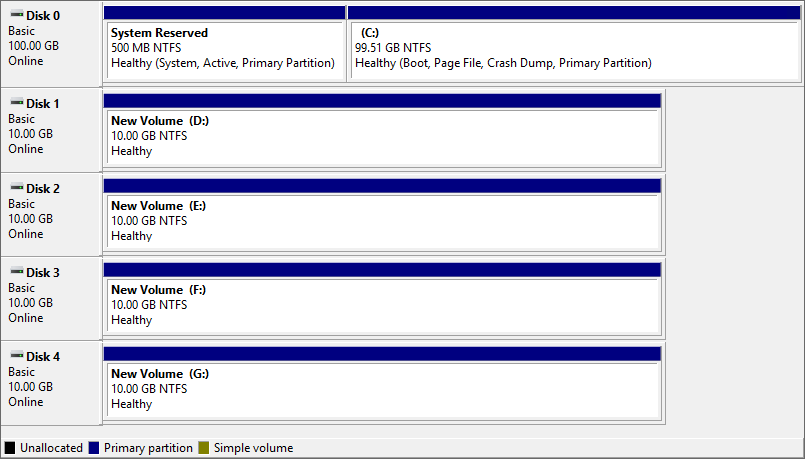 Disk 0
Basic
100.00 GB
Online
System Reserved
500 MB NTFS
Healthy (System, Active, Primary Partition)
(C:)
99.51 GB NTFS
Healthy (Boot, Page File, Crash Dump, Primary Partition)
Disk 1
Basic
10.00 GB
Online
New Volume (D:)
10.00 GB NTFS
Healthy
Disk 2
Basic
10.00 GB
Online
New Volume (E:)
10.00 GB NTFS
Healthy
Disk 3
Basic
10.00 GB
Online
New Volume (F:)
10.00 GB NTFS
Healthy
Disk 4
Basic
10.00 GB
Online
New Volume (G:)
10.00 GB NTFS
Healthy
Unallocated Primary partition Simple volume